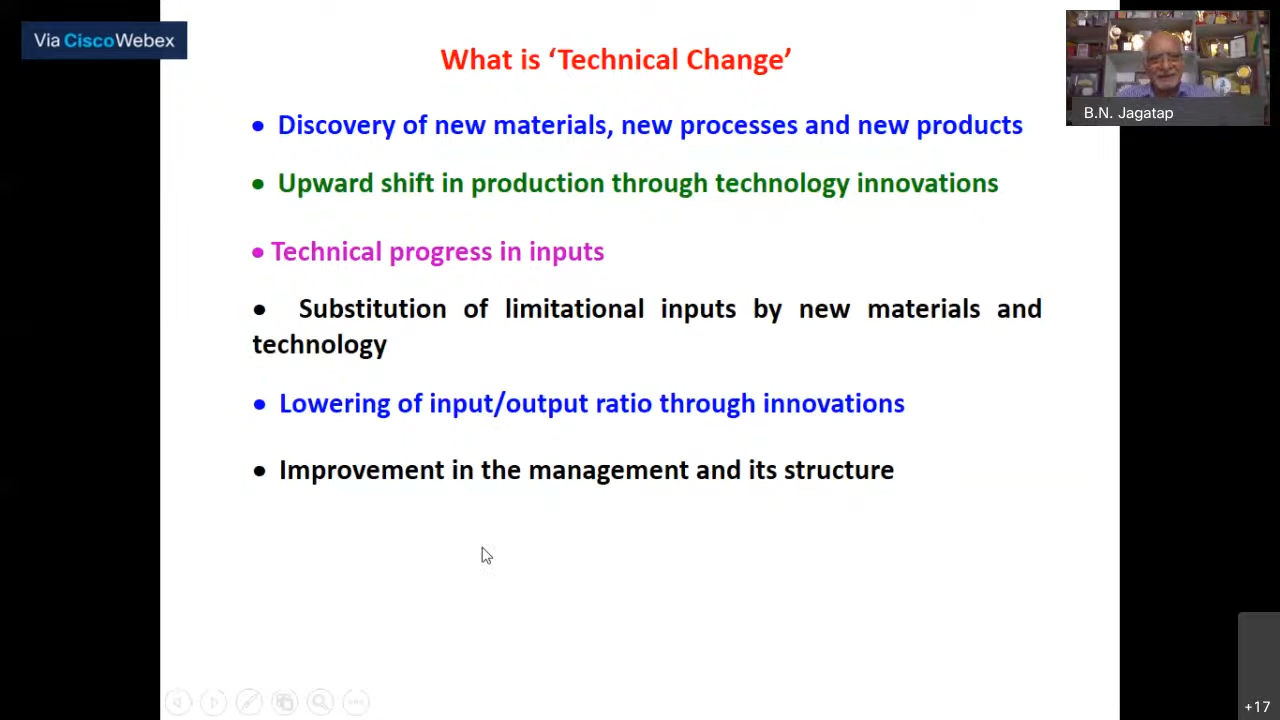 Via CiscoWebex
What is ‘Technical Change’
B.N. Jagatap
• Discovery of new materials, new processes and new products
• Upward shift in production through technology innovations
• Technical progress in inputs
• Substitution of limitational inputs by new materials and
technology
• Lowering of input/output ratio through innovations
• Improvement in the management and its structure
+17